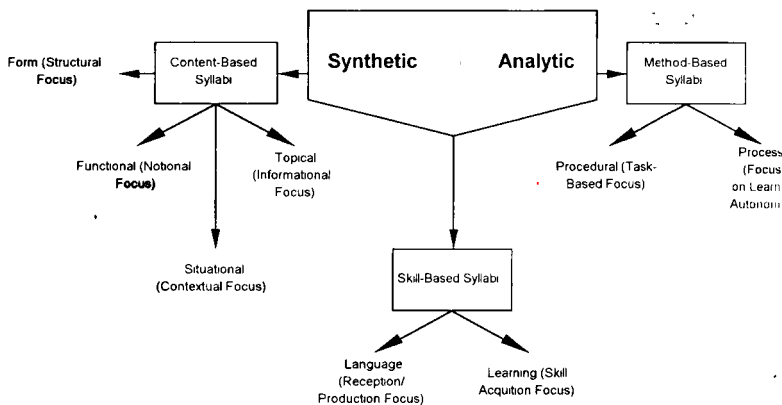 Synthetic Analytic
Content-Based
Syllabi
Method-Based
Syllabi
Form (Structural
Focus)
Functional (Notional
Focus)
Topical
(Informational
Focus)
Situational
(Contextual Focus)
Procedural (Task-
Based Focus)
Process
(Focus
on Learn
Autonom
Skill-Based Syllabi
Language
(Reception/
Production Focus)
Learning (Skill
Acqution Focus)